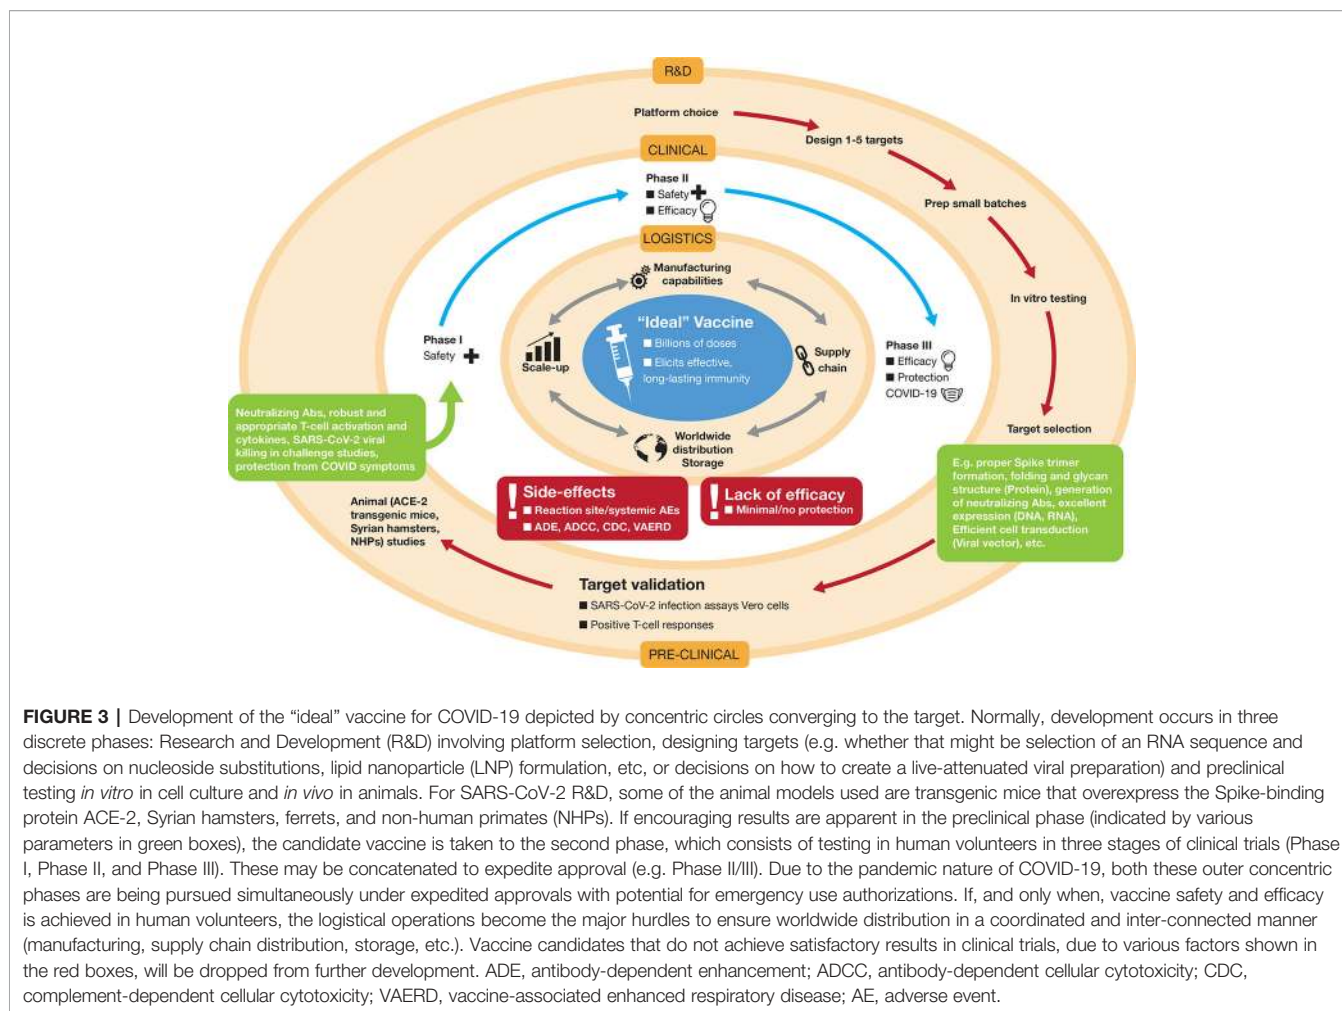 R&D
Platform choice
Design 1-5 targets
CLINICAL
Phase II
■ Safety
■ Efficacy
Prep small batches
LOGISTICS
Manufacturing
capabilities
In vitro testing
"Ideal" Vaccine
■ Billions of doses
■ Elicits effective,
long-lasting immunity
Phase I
Safety
Scale-up
Supply
chain
Phase III
■ Efficacy
■ Protection
COVID-19
Neutralizing Abs, robust and
appropriate T-cell activation and
cytokines, SARS-CoV-2 viral
killing in challenge studies,
protection from COVID symptoms
Worldwide
distribution
Storage
Target selection
E.g. proper Spike trimer
formation, folding and glycan
structure (Protein), generation
of neutralizing Abs, excellent
expression (DNA, RNA),
Efficient cell transduction
(Viral vector), etc.
! Side-effects
■ Reaction site/systemic AEs
■ ADE, ADCC, CDC, VAERD
! Lack of efficacy
■ Minimal/no protection
Animal (ACE-2
transgenic mice,
Syrian hamsters,
NHPs) studies
Target validation
■ SARS-CoV-2 infection assays Vero cells
■ Positive T-cell responses
PRE-CLINICAL
FIGURE 3 | Development of the "ideal" vaccine for COVID-19 depicted by concentric circles converging to the target. Normally, development occurs in three
discrete phases: Research and Development (R&D) involving platform selection, designing targets (e.g. whether that might be selection of an RNA sequence and
decisions on nucleoside substitutions, lipid nanoparticle (LNP) formulation, etc, or decisions on how to create a live-attenuated viral preparation) and preclinical
testing in vitro in cell culture and in vivo in animals. For SARS-CoV-2 R&D, some of the animal models used are transgenic mice that overexpress the Spike-binding
protein ACE-2, Syrian hamsters, ferrets, and non-human primates (NHPs). If encouraging results are apparent in the preclinical phase (indicated by various
parameters in green boxes), the candidate vaccine is taken to the second phase, which consists of testing in human volunteers in three stages of clinical trials (Phase
I, Phase II, and Phase III). These may be concatenated to expedite approval (e.g. Phase II/III). Due to the pandemic nature of COVID-19, both these outer concentric
phases are being pursued simultaneously under expedited approvals with potential for emergency use authorizations. If, and only when, vaccine safety and efficacy
is achieved in human volunteers, the logistical operations become the major hurdles to ensure worldwide distribution in a coordinated and inter-connected manner
(manufacturing, supply chain distribution, storage, etc.). Vaccine candidates that do not achieve satisfactory results in clinical trials, due to various factors shown in
the red boxes, will be dropped from further development. ADE, antibody-dependent enhancement; ADCC, antibody-dependent cellular cytotoxicity; CDC,
complement-dependent cellular cytotoxicity; VAERD, vaccine-associated enhanced respiratory disease; AE, adverse event.